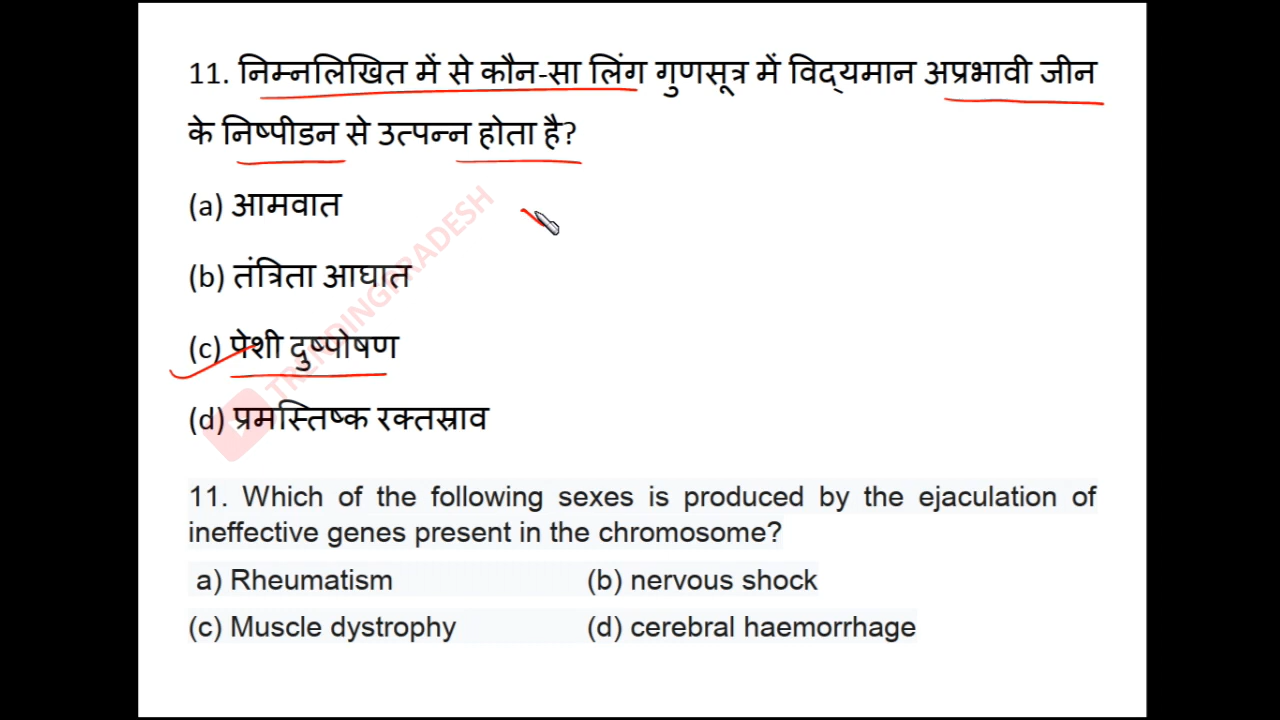 11. निम्नलिखित में से कौन-सा लिंग गुणसूत्र में विद्यमान अप्रभावी जीन
के निष्पीडन से उत्पन्न होता है?
(a) आमवात
(b) तंत्रिता आघात
(c) पेशी दुष्पोषण
(d) प्रमस्तिष्क रक्तस्राव
TRENDINGPRADESH
11. Which of the following sexes is produced by the ejaculation of
ineffective genes present in the chromosome?
a) Rheumatism (b) nervous shock
(c) Muscle dystrophy (d) cerebral haemorrhage